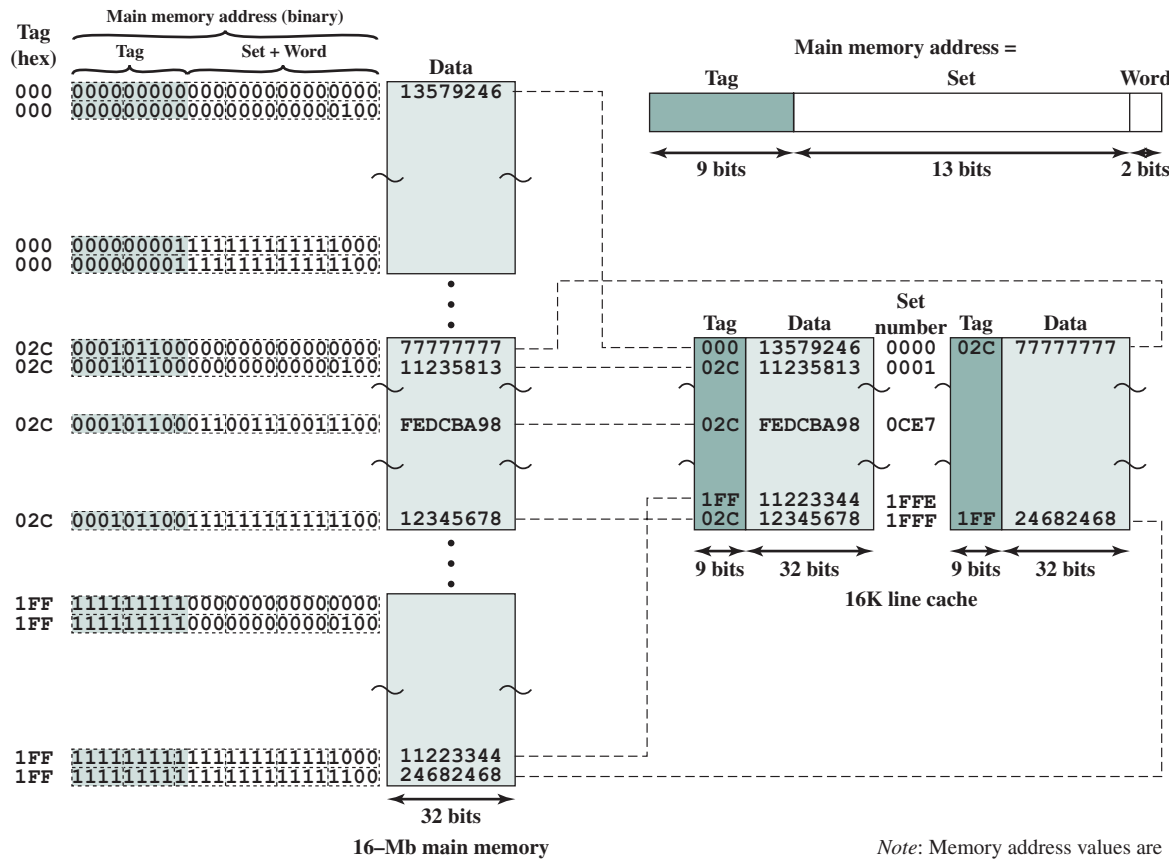 Main memory address (binary)
Tag
(hex)
Tag
Set + Word
Data
000 000000000000000000000000 13579246
000 000000000000000000000100
000 000000001111111111111000
000 000000001111111111111100
02C 000101100000000000000000 77777777
02C 000101100000000000000100 11235813
02C 000101100011001110011100 FEDCBA98
02C 000101100111111111111100 12345678
1FF 111111111000000000000000
1FF 111111111000000000000100
1FF 111111111111111111111000 11223344
1FF 111111111111111111111100 24682468
32 bits
16–Mb main memory
Main memory address =
Tag Set Word
9 bits 13 bits 2 bits
Tag Data Set number Tag Data
000 13579246 0000 02C 77777777
02C 11235813 0001
02C FEDCBA98 0CE7
1FF 11223344 1FFE
02C 12345678 1FFF 1FF 24682468
9 bits 32 bits 9 bits 32 bits
16K line cache
Note: Memory address values are